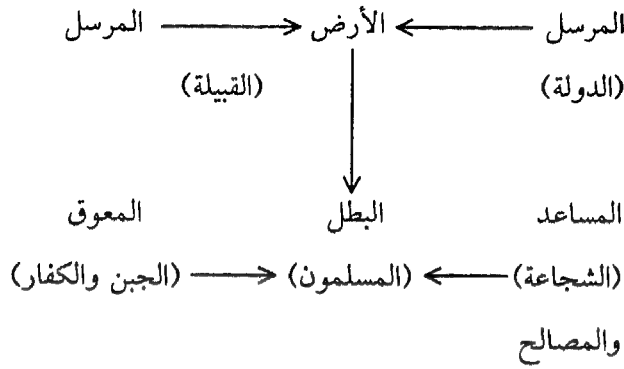 المرسل الأرض المرسل
(الدولة) (القبيلة)
المساعد البطل المعوق
(الشجاعة) (المسلمون) (الجبن والكفار)
والمصالح